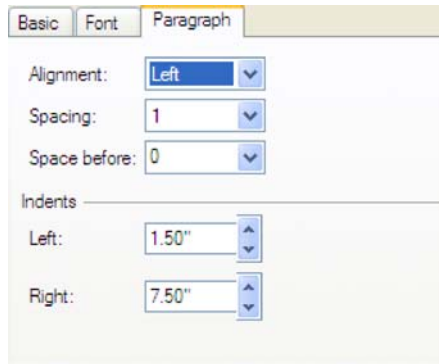 Basic Font Paragraph
Alignment: Left
Spacing: 1
Space before: 0
Indents
Left: 1.50"
Right: 7.50"